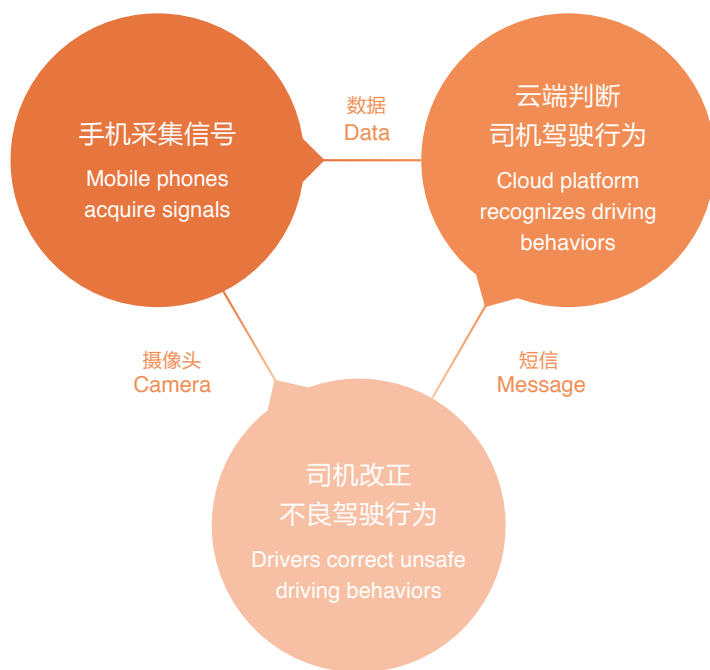 手机采集信号
Mobile phones
acquire signals
数据
Data
云端判断
司机驾驶行为
Cloud platform
recognizes driving
behaviors
摄像头
Camera
短信
Message
司机改正
不良驾驶行为
Drivers correct unsafe
driving behaviors